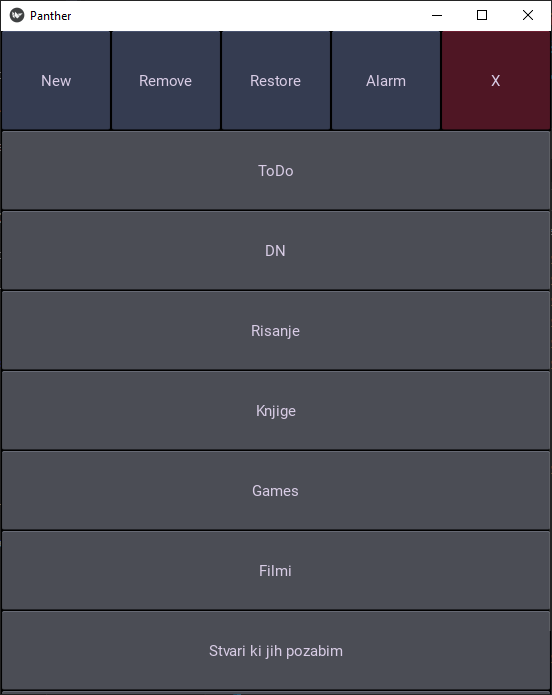 Panther
New Remove Restore Alarm X
ToDo
DN
Risanje
Knjige
Games
Filmi
Stvari ki jih pozabim